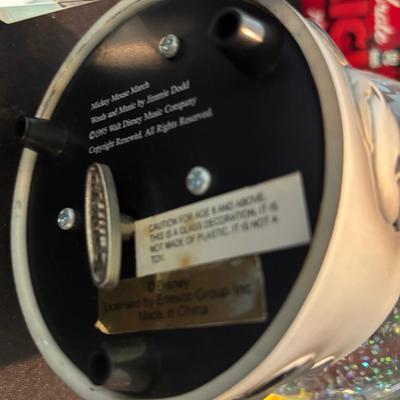 Mickey Mouse March
Words and Music by Jimmie Dodd
©1995 Walt Disney Music Company
Copyright Renewed. All Rights Reserved.
CAUTION FOR AGE 8 AND ABOVE.
THIS IS A GLASS DECORATION, IT IS
NOT MADE OF PLASTIC, IT IS NOT A
TOY.
© Disney
Licensed by Enesco Group Inc.
Made in China